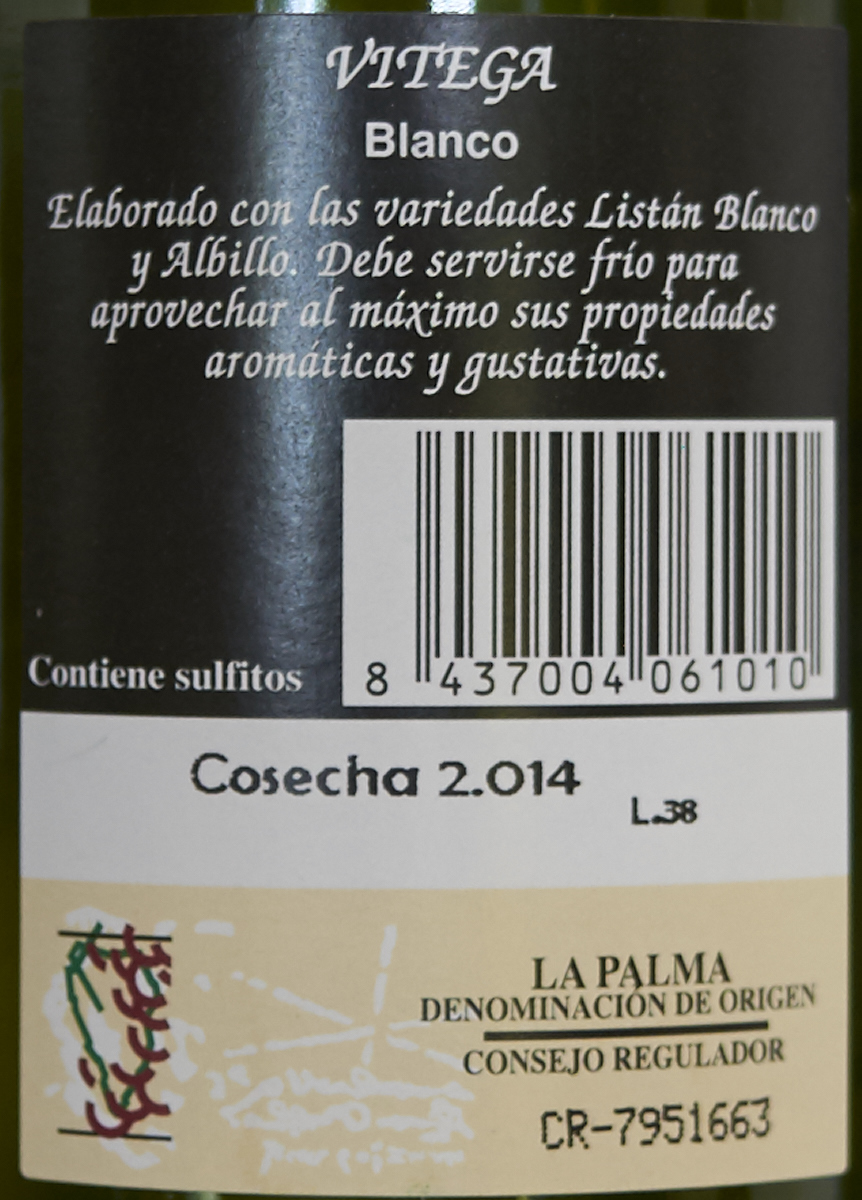 VITEGA
Blanco
Elaborado con las variedades Listán Blanco
y Albillo. Debe servirse frío para
aprovechar al máximo sus propiedades
aromáticas y gustativas.
8 437004 061010
Contiene sulfitos
Cosecha 2.014
L.38
LA PALMA
DENOMINACIÓN DE ORIGEN
CONSEJO REGULADOR
CR-7951663